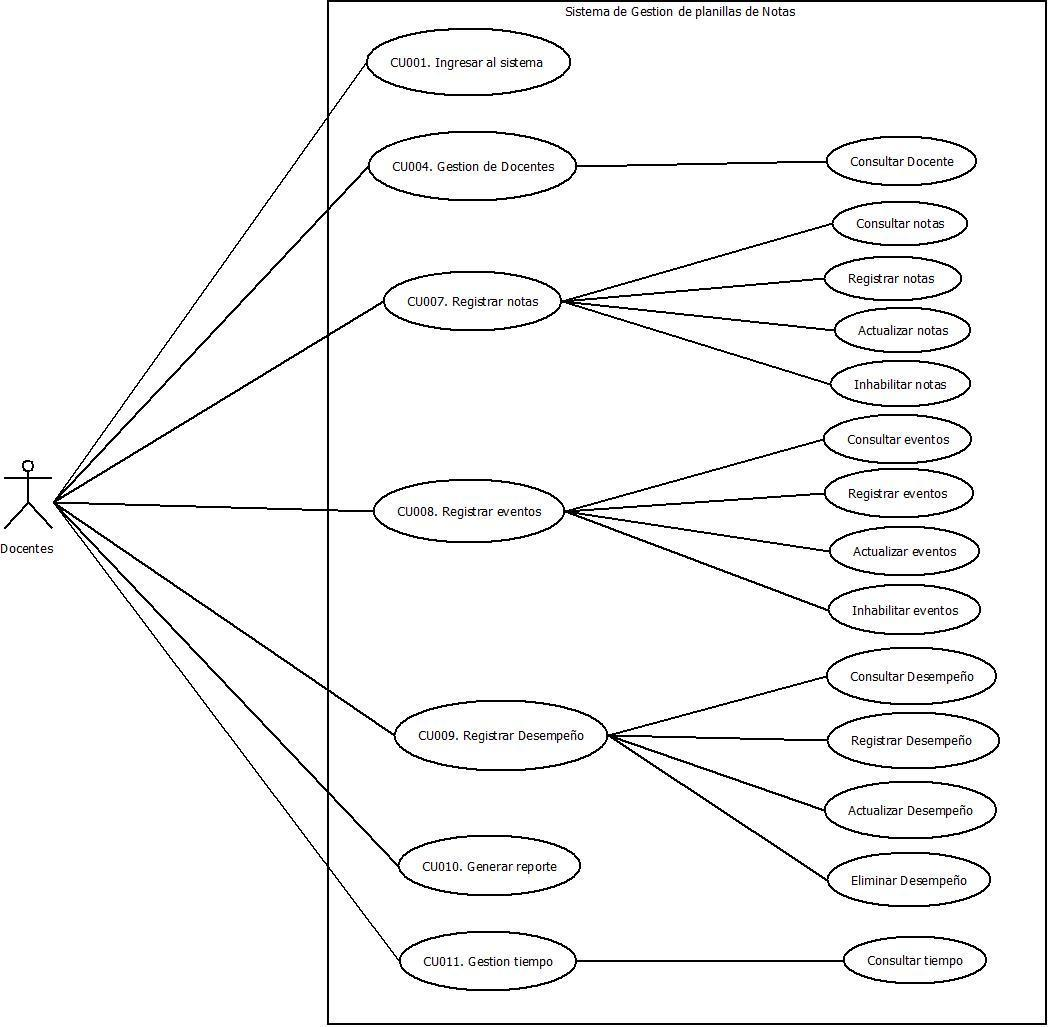 Sistema de Gestion de planillas de Notas
CU001. Ingresar al sistema
CU004. Gestion de Docentes
Consultar Docente
CU007. Registrar notas
Consultar notas
Registrar notas
Actualizar notas
Inhabilitar notas
Docentes
CU008. Registrar eventos
Consultar eventos
Registrar eventos
Actualizar eventos
Inhabilitar eventos
CU009. Registrar Desempeño
Consultar Desempeño
Registrar Desempeño
Actualizar Desempeño
Eliminar Desempeño
CU010. Generar reporte
CU011. Gestion tiempo
Consultar tiempo